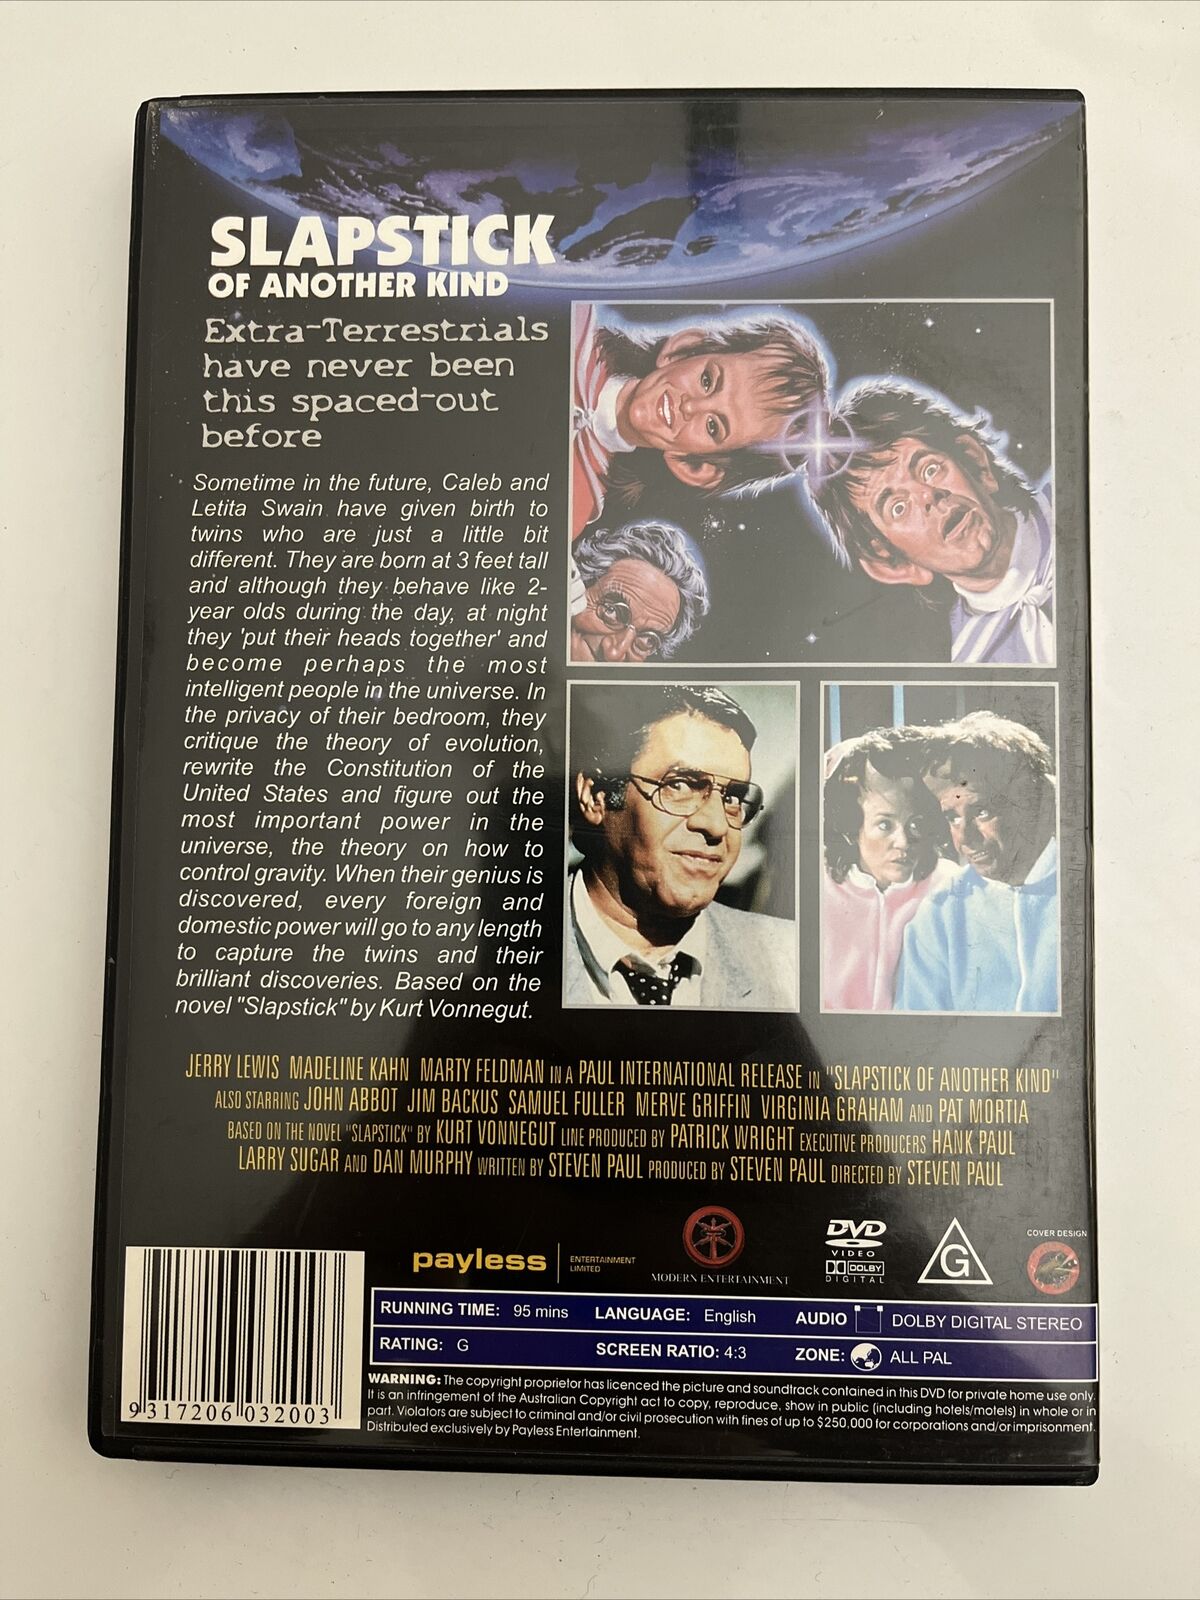 SLAPSTICK
OF ANOTHER KIND
Extra-Terrestrials
have never been
this spaced-out
before
Sometime in the future, Caleb and
Letita Swain have given birth to
twins who are just a little bit
different. They are born at 3 feet tall
and although they behave like 2-
year olds during the day, at night
they 'put their heads together' and
become perhaps the most
intelligent people in the universe. In
the privacy of their bedroom, they
critique the theory of evolution,
rewrite the Constitution of the
United States and figure out the
most important power in the
universe, the theory on how to
control gravity. When their genius is
discovered, every foreign and
domestic power will go to any length
to capture the twins and their
brilliant discoveries. Based on the
novel "Slapstick" by Kurt Vonnegut.
JERRY LEWIS MADELINE KAHN MARTY FELDMAN IN A PAUL INTERNATIONAL RELEASE IN "SLAPSTICK OF ANOTHER KIND"
ALSO STARRING JOHN ABBOT JIM BACKUS SAMUEL FULLER MERVE GRIFFIN VIRGINIA GRAHAM AND PAT MORTIA
BASED ON THE NOVEL "SLAPSTICK" BY KURT VONNEGUT LINE PRODUCED BY PATRICK WRIGHT EXECUTIVE PRODUCERS HANK PAUL
LARRY SUGAR AND DAN MURPHY WRITTEN BY STEVEN PAUL PRODUCED BY STEVEN PAUL DIRECTED BY STEVEN PAUL
payless ENTERTAINMENT
LIMITED
MODERN ENTERTAINMENT
DVD
VIDEO
DOLBY
DIGITAL
G
COVER DESIGN
9317206 032003
RUNNING TIME: 95 mins LANGUAGE: English AUDIO DOLBY DIGITAL STEREO
RATING: G SCREEN RATIO: 4:3 ZONE: ALL PAL
WARNING: The copyright proprietor has licenced the picture and soundtrack contained in this DVD for private home use only.
It is an infringement of the Australian Copyright act to copy, reproduce, show in public (including hotels/motels) in whole or in
part. Violators are subject to criminal and/or civil prosecution with fines of up to $250,000 for corporations and/or imprisonment.
Distributed exclusively by Payless Entertainment.